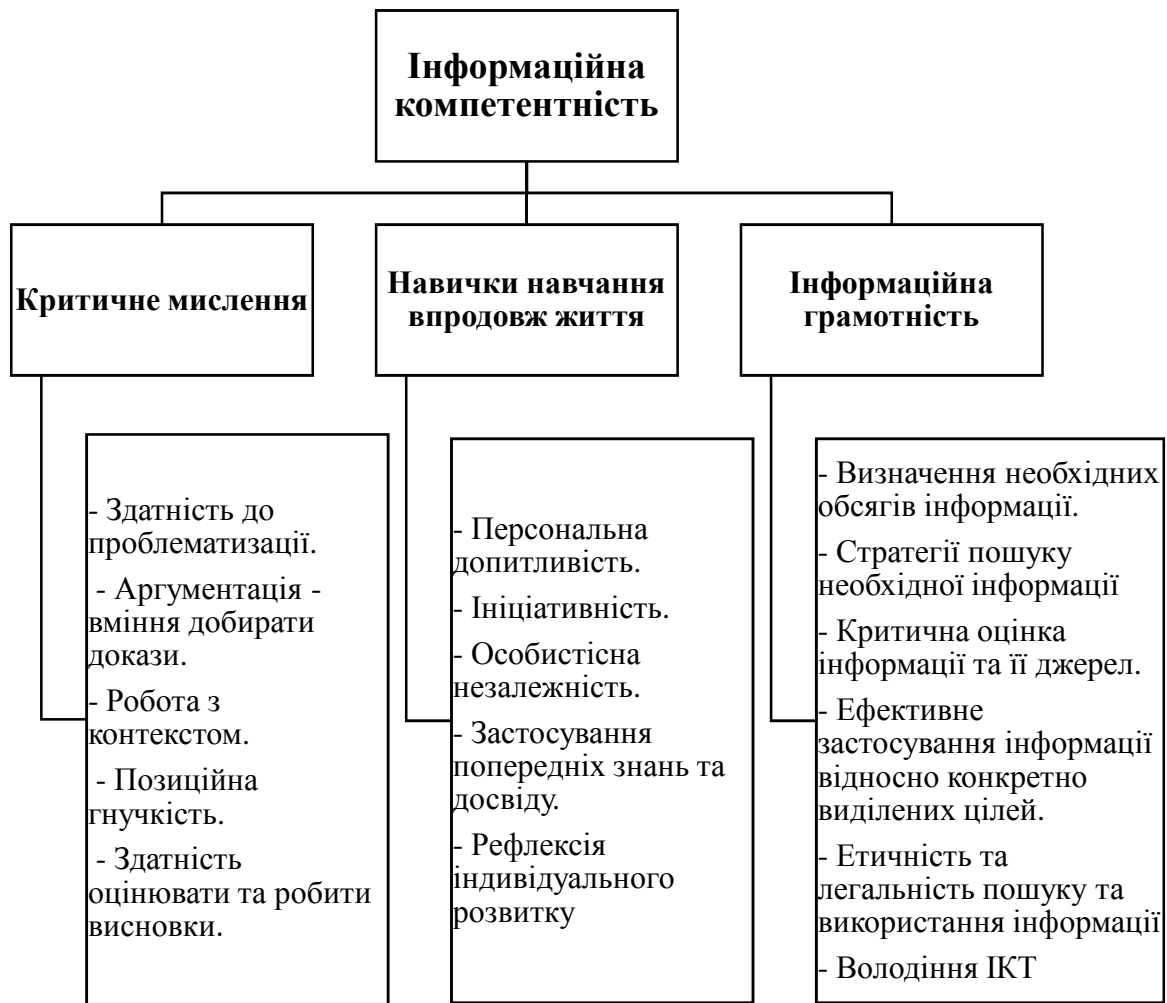 Інформаційна
компетентність
Критичне мислення
Навички навчання
впродовж життя
Інформаційна
грамотність
- Здатність до
проблематизації.
- Аргументація -
вміння добирати
докази.
- Робота з
контекстом.
- Позиційна
гнучкість.
- Здатність
оцінювати та робити
висновки.
- Персональна
допитливість.
- Ініціативність.
- Особистісна
незалежність.
- Застосування
попередніх знань та
досвіду.
- Рефлексія
індивідуального
розвитку
- Визначення необхідних
обсягів інформації.
- Стратегії пошуку
необхідної інформації
- Критична оцінка
інформації та її джерел.
- Ефективне
застосування інформації
відносно конкретно
виділених цілей.
- Етичність та
легальність пошуку та
використання інформації
- Володіння ІКТ